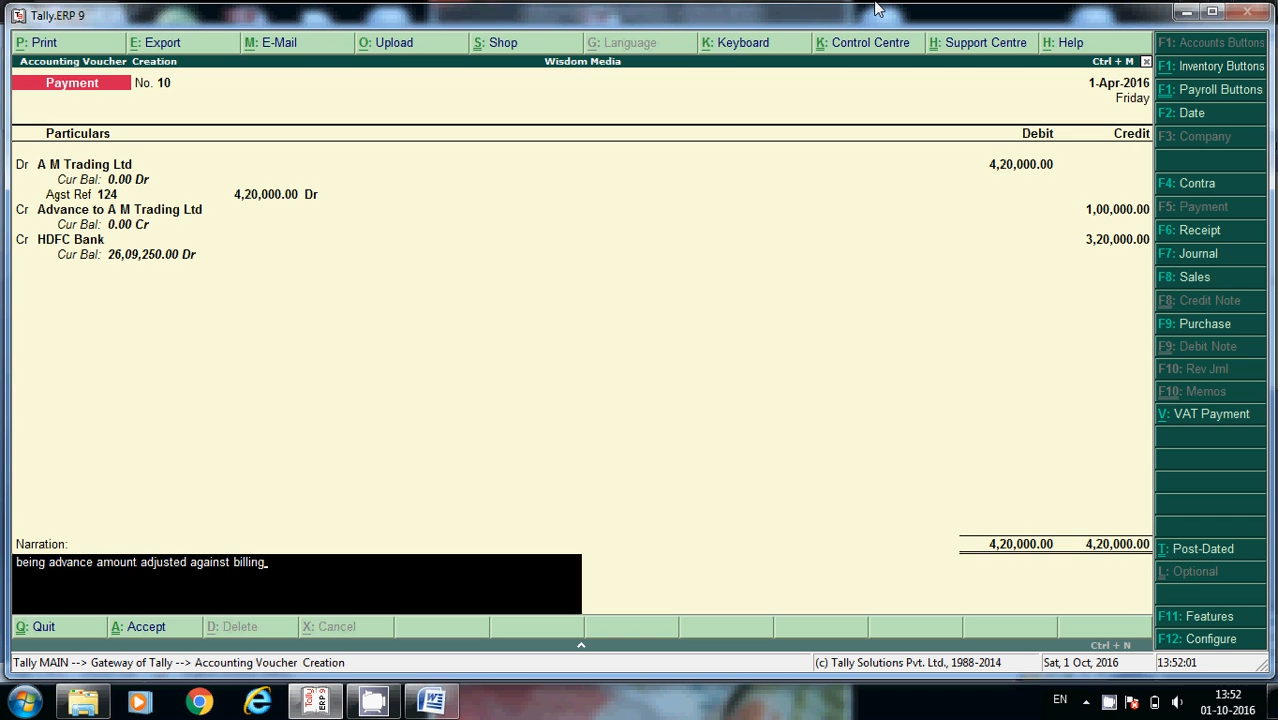 Tally.ERP 9
P: Print E: Export M: E-Mail O: Upload S: Shop G: Language K: Keyboard K: Control Centre H: Support Centre H: Help
F1: Accounts Buttons
Accounting Voucher Creation Wisdom Media Ctrl + M
F1: Inventory Buttons
Payment No. 10 1-Apr-2016
F1: Payroll Buttons
Friday
F2: Date
Particulars Debit Credit
F3: Company
Dr A M Trading Ltd 4,20,000.00
Cur Bal: 0.00 Dr
F4: Contra
Agst Ref 124 4,20,000.00 Dr
F5: Payment
Cr Advance to A M Trading Ltd 1,00,000.00
Cur Bal: 0.00 Cr
F6: Receipt
Cr HDFC Bank 3,20,000.00
Cur Bal: 26,09,250.00 Dr
F7: Journal
F8: Sales
F8: Credit Note
F9: Purchase
F9: Debit Note
F10: Rev Jrnl
F10: Memos
V: VAT Payment
Narration: 4,20,000.00 4,20,000.00
T: Post-Dated
being advance amount adjusted against billing
L: Optional
F11: Features
Q: Quit A: Accept D: Delete X: Cancel
F12: Configure
Ctrl + N
Tally MAIN --> Gateway of Tally --> Accounting Voucher Creation (c) Tally Solutions Pvt. Ltd., 1988-2014 Sat, 1 Oct, 2016 13:52:01
EN 13:52
01-10-2016